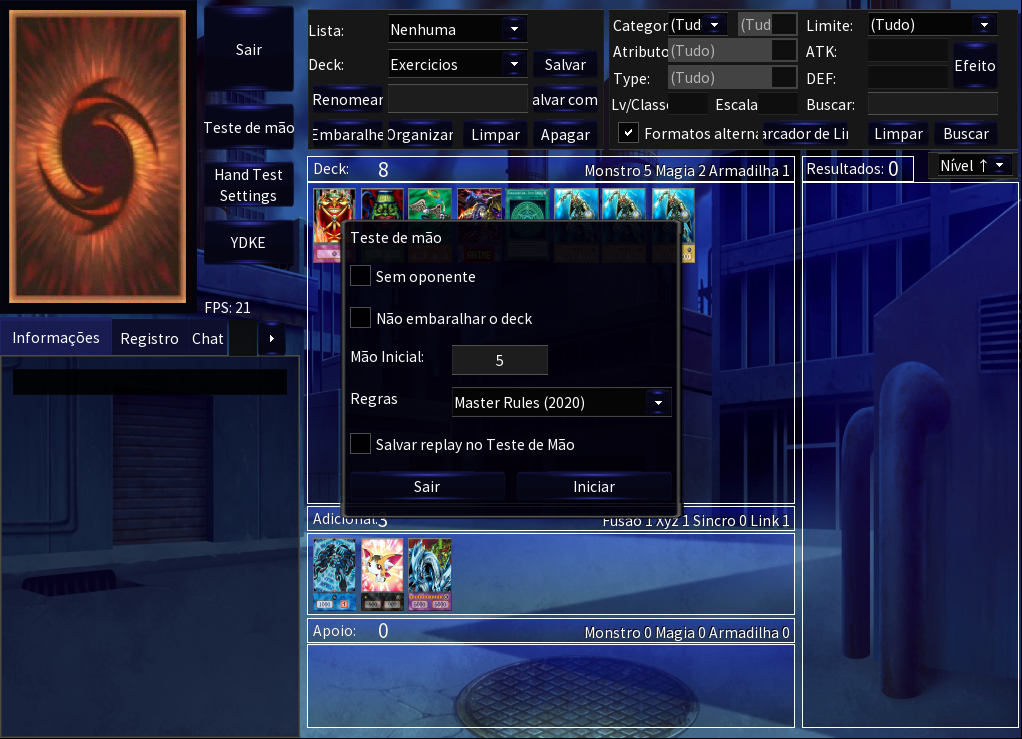 Sair
Teste de mão
Hand Test
Settings
YDKE
FPS: 21
Informações
Registro
Chat
Lista:
Nenhuma
Deck:
Exercicios
Salvar
Renomear
alvar com
Embaralhe
Organizar
Limpar
Apagar
Categor
(Tud
(Tud
Limite:
(Tudo)
Atributo
(Tudo)
ATK:
Efeito
Type:
(Tudo)
DEF:
Lv/Classe
Escala
Buscar:
Formatos alterna
arcador de Lin
Limpar
Buscar
Deck: 8
Monstro 5 Magia 2 Armadilha 1
Resultados: 0
Nível ↑
Teste de mão
Sem oponente
Não embaralhar o deck
Mão Inicial:
5
Regras
Master Rules (2020)
Salvar replay no Teste de Mão
Sair
Iniciar
Adicional: 3
Fusão 1 Xyz 1 Sincro 0 Link 1
Apoio: 0
Monstro 0 Magia 0 Armadilha 0